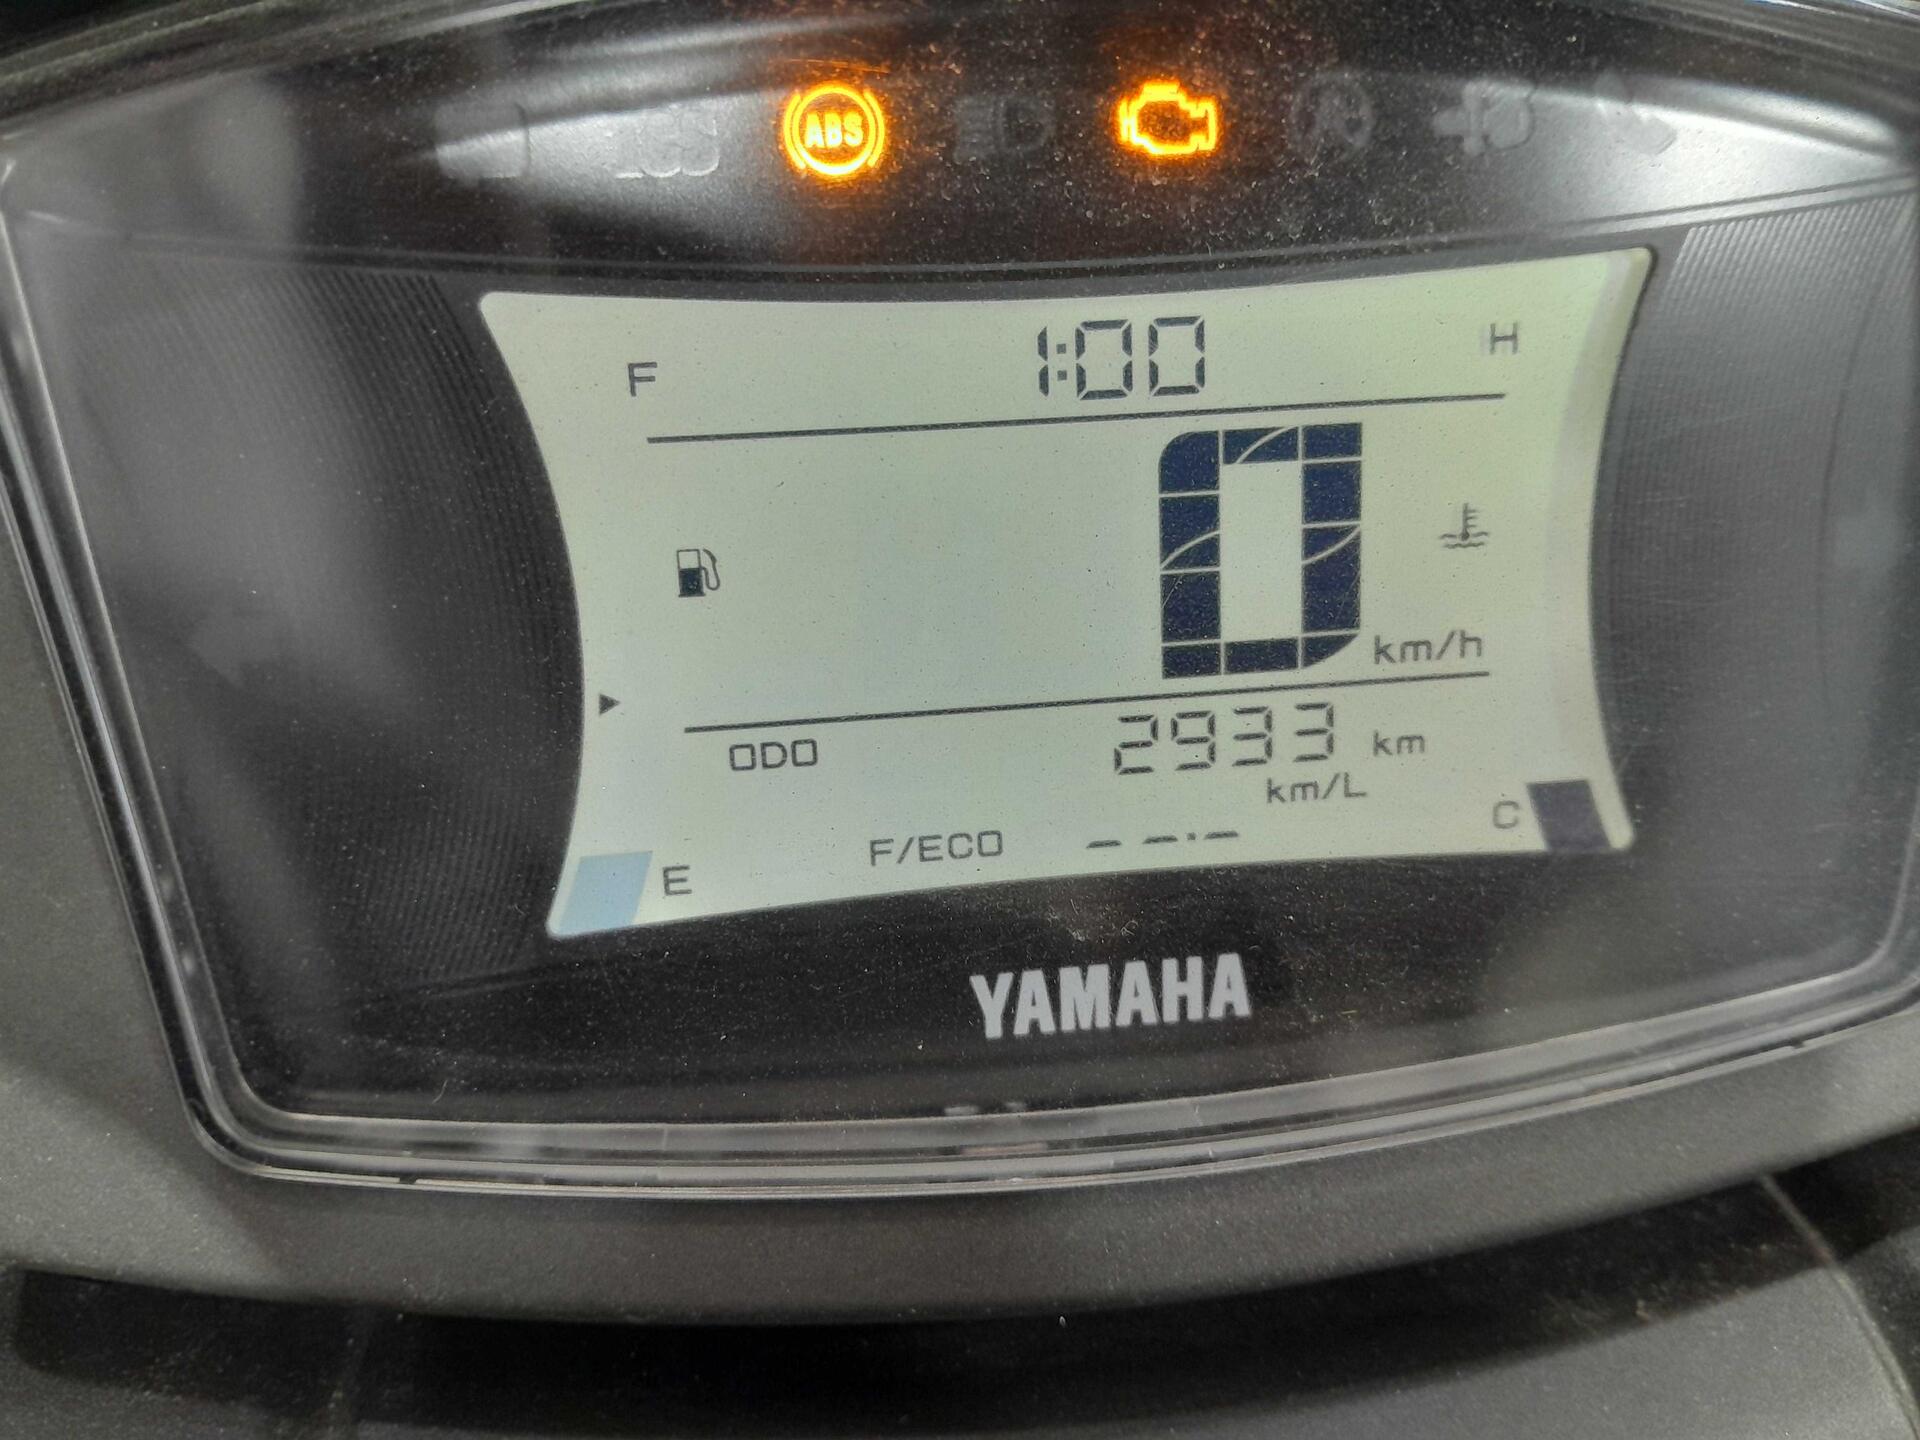 ABS
F 1:00 H
0 km/h
ODO 2933 km
km/L
F/ECO --.- C
E
YAMAHA